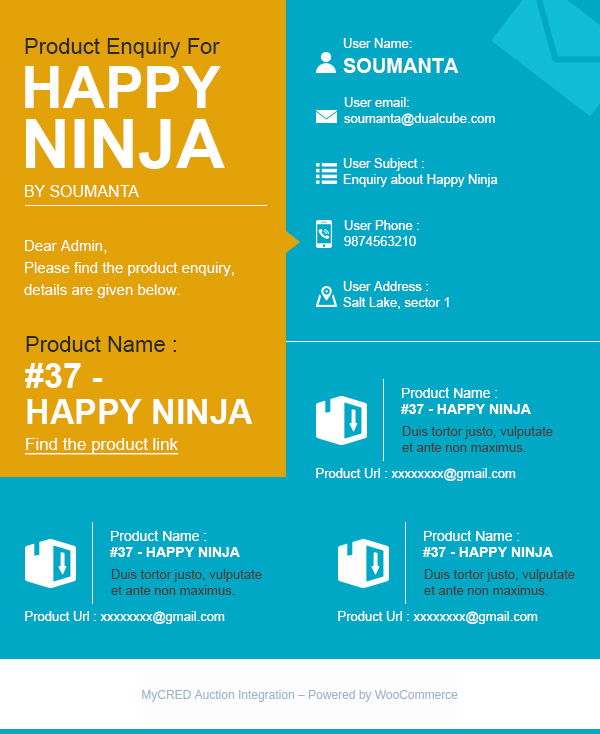 Product Enquiry For
HAPPY
NINJA
BY SOUMANTA
Dear Admin,
Please find the product enquiry,
details are given below.
Product Name :
#37 -
HAPPY NINJA
Find the product link
User Name:
SOUMANTA
User email:
soumanta@dualcube.com
User Subject :
Enquiry about Happy Ninja
User Phone :
9874563210
User Address :
Salt Lake, sector 1
Product Name :
#37 - HAPPY NINJA
Duis tortor justo, vulputate
et ante non maximus.
Product Url : xxxxxxxx@gmail.com
Product Name :
#37 - HAPPY NINJA
Duis tortor justo, vulputate
et ante non maximus.
Product Url : xxxxxxxx@gmail.com
Product Name :
#37 - HAPPY NINJA
Duis tortor justo, vulputate
et ante non maximus.
Product Url : xxxxxxxx@gmail.com
MyCRED Auction Integration – Powered by WooCommerce